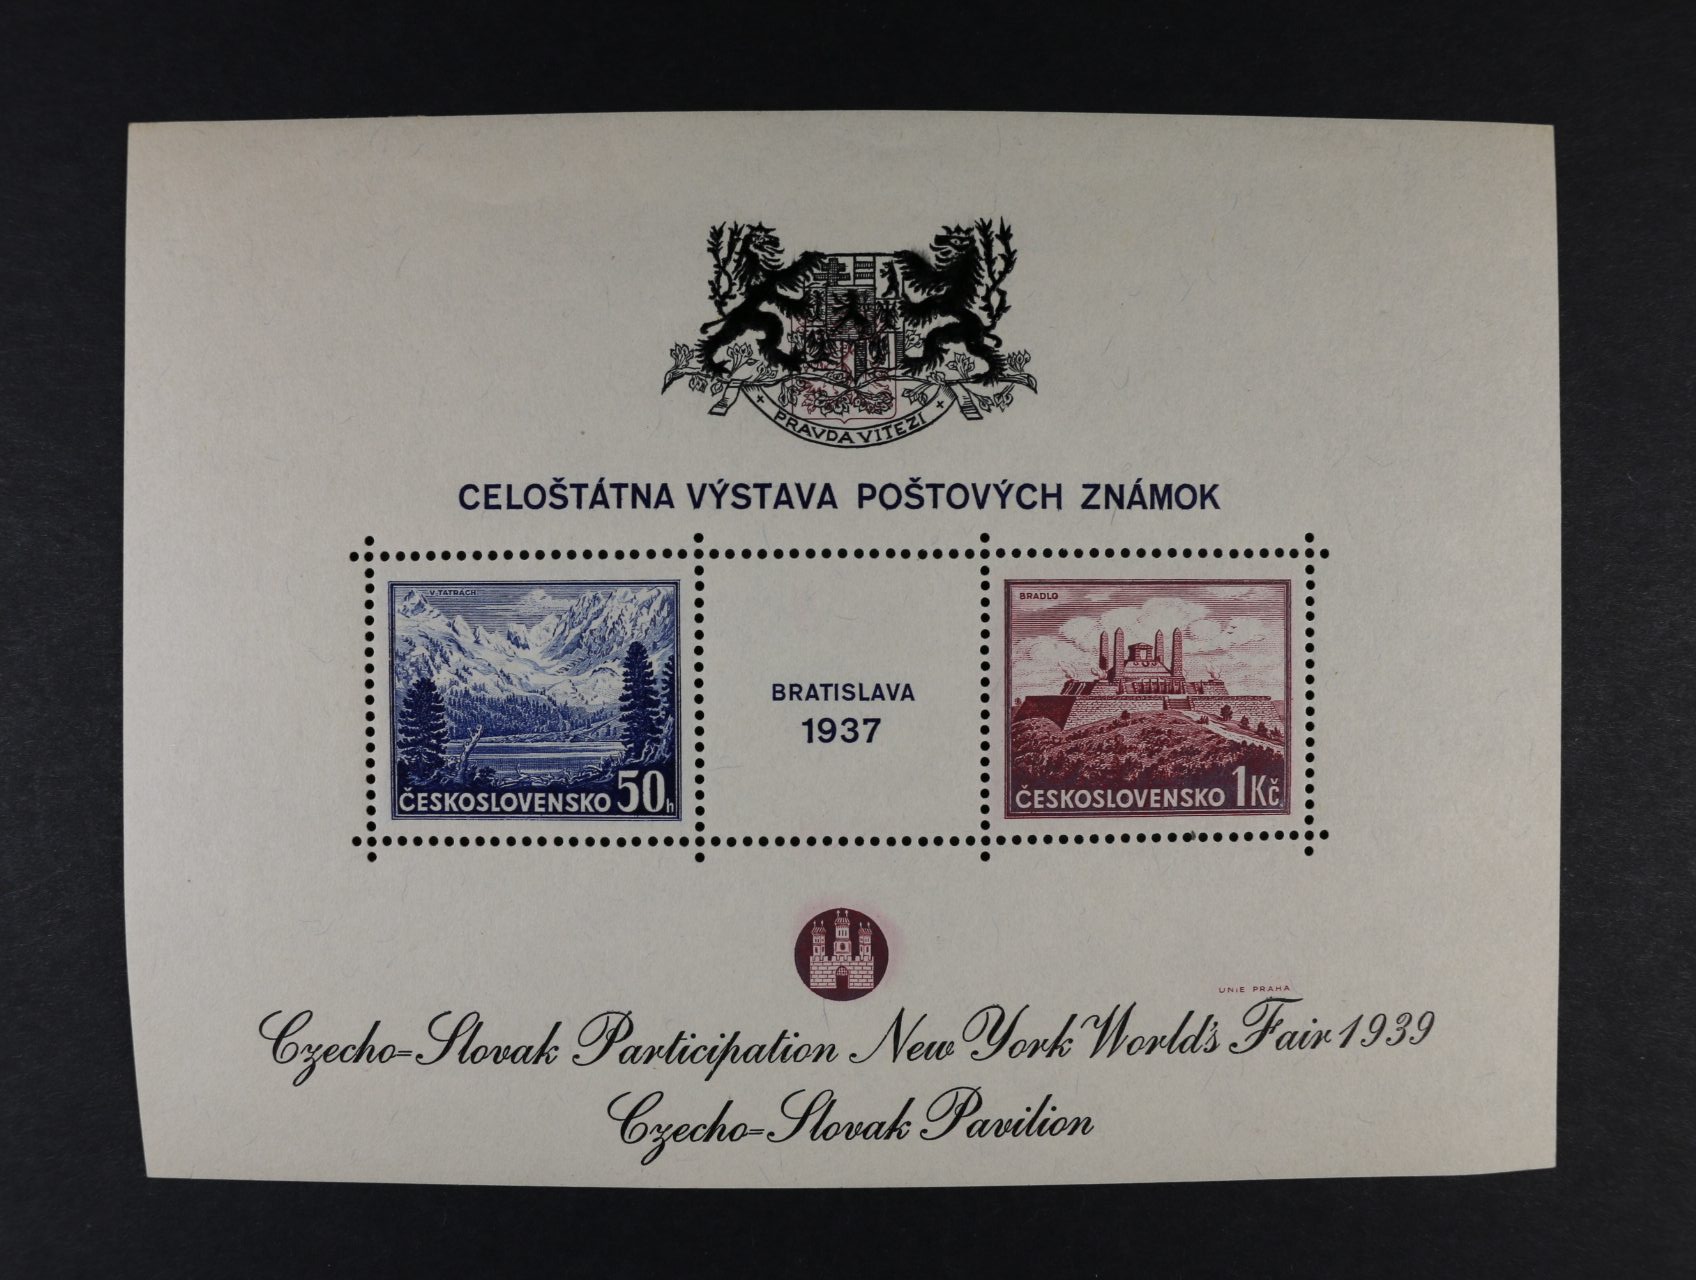 PRAVDA VITEZI
CELOŠTÁTNA VÝSTAVA POŠTOVÝCH ZNÁMOK
V TATRÁCH
ČESKOSLOVENSKO 50h
BRATISLAVA
1937
BRADLO
ČESKOSLOVENSKO 1Kč
UNIE PRAHA
Czecho=Slovak Participation New York World's Fair 1939
Czecho=Slovak Pavilion